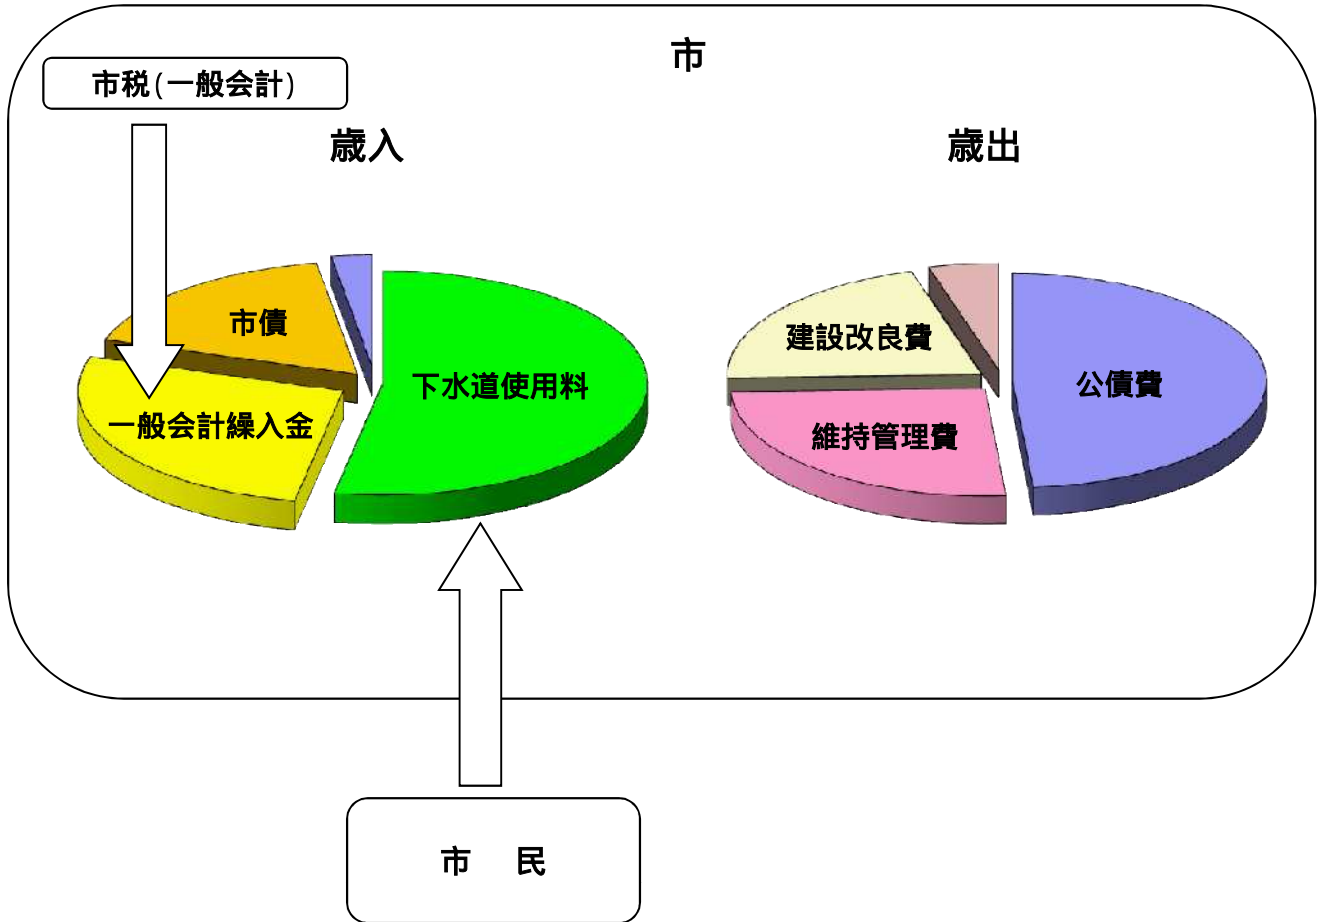 市
市税(一般会計)
歳入
歳出
市債
下水道使用料
一般会計繰入金
建設改良費
公債費
維持管理費
市　民